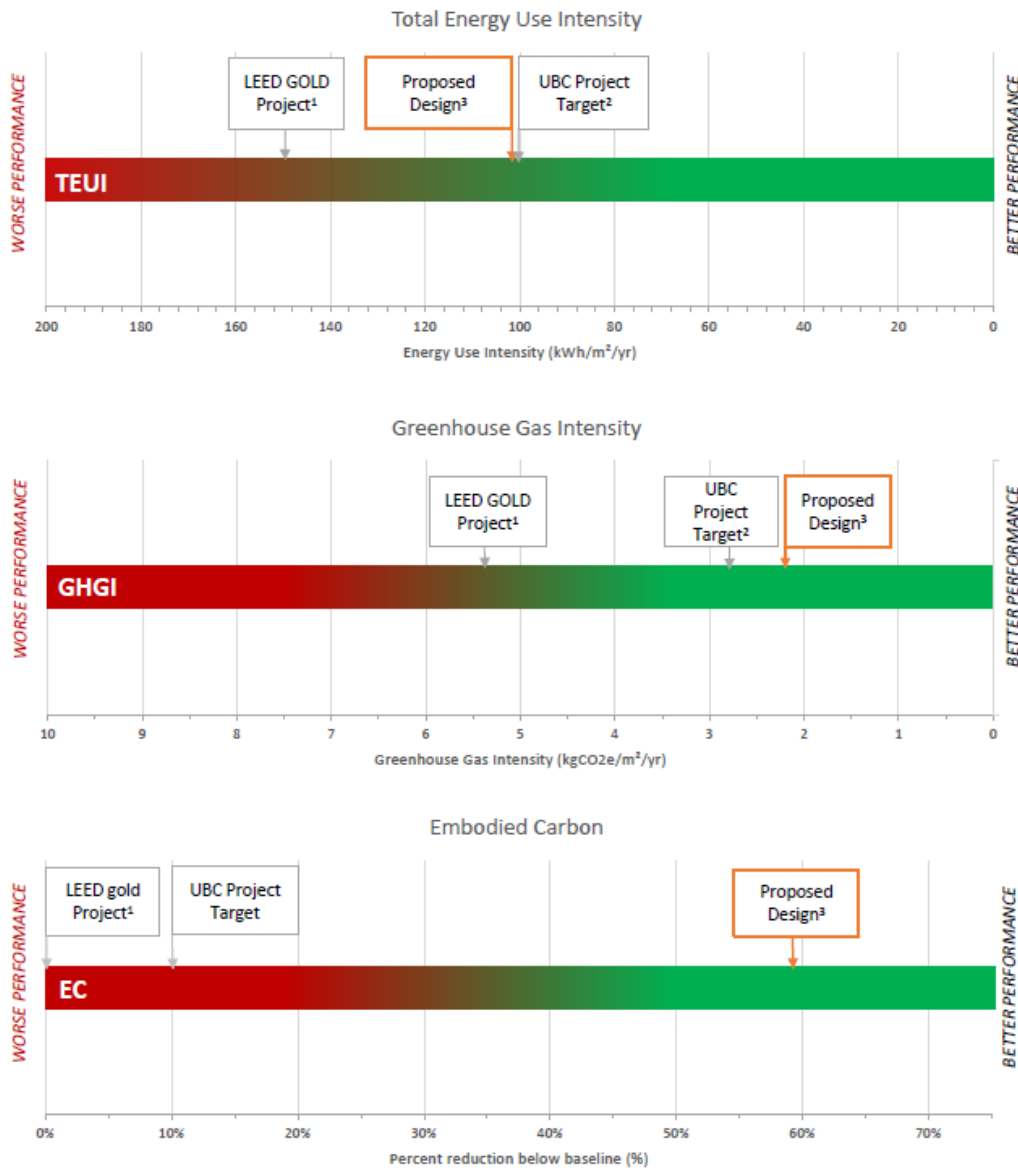 Total Energy Use Intensity
WORSE PERFORMANCE
LEED GOLD
Project¹
Proposed
Design³
UBC Project
Target²
BETTER PERFORMANCE
TEUI
200 180 160 140 120 100 80 60 40 20 0
Energy Use Intensity (kWh/m²/yr)
Greenhouse Gas Intensity
WORSE PERFORMANCE
LEED GOLD
Project¹
UBC
Project
Target²
Proposed
Design³
BETTER PERFORMANCE
GHGI
10 9 8 7 6 5 4 3 2 1 0
Greenhouse Gas Intensity (kgCO2e/m²/yr)
Embodied Carbon
WORSE PERFORMANCE
LEED gold
Project¹
UBC Project
Target
Proposed
Design³
BETTER PERFORMANCE
EC
0% 10% 20% 30% 40% 50% 60% 70%
Percent reduction below baseline (%)